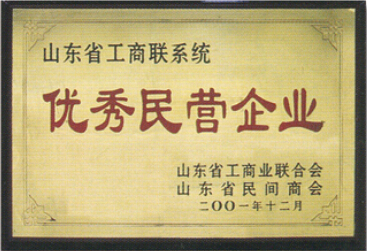 山东省工商联系统
优秀民营企业
山东省工商业联合会
山东省民间商会
二〇〇一年十二月